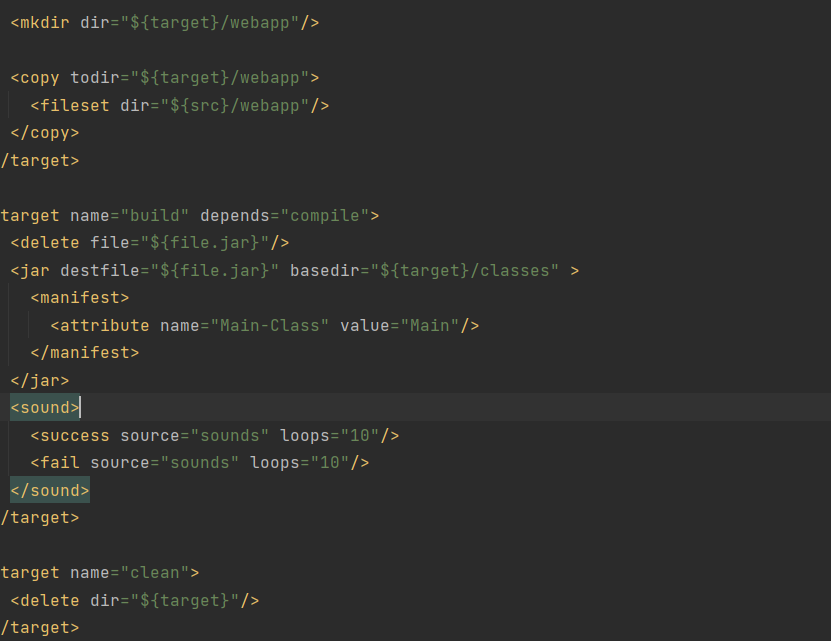 <mkdir dir="${target}/webapp"/>
<copy todir="${target}/webapp">
<fileset dir="${src}/webapp"/>
</copy>
/target>
target name="build" depends="compile">
<delete file="${file.jar}"/>
<jar destfile="${file.jar}" basedir="${target}/classes" >
<manifest>
<attribute name="Main-Class" value="Main"/>
</manifest>
</jar>
<sound>
<success source="sounds" loops="10"/>
<fail source="sounds" loops="10"/>
</sound>
/target>
target name="clean">
<delete dir="${target}"/>
/target>